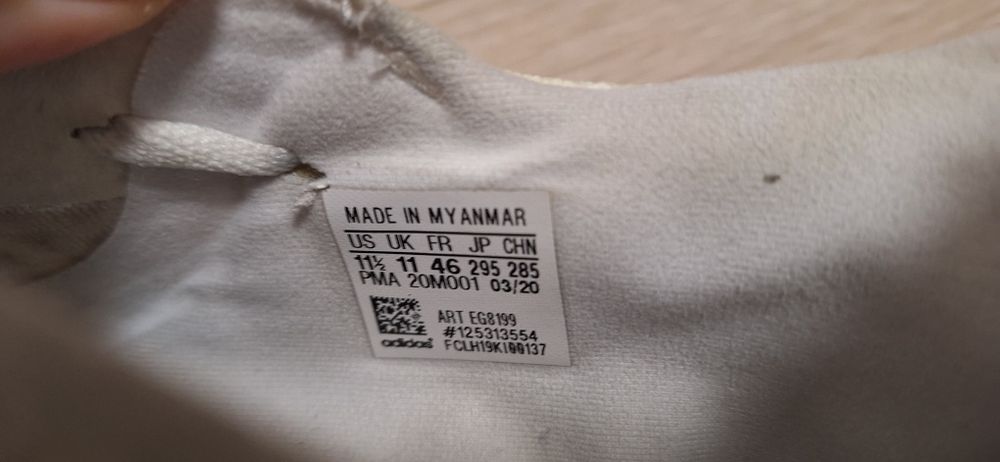 MADE IN MYANMAR
US UK FR JP CHN
11½ 11 46 295 285
PMA 20M001 03/20
ART EG8199
#125313554
adidas FCLH19K100137